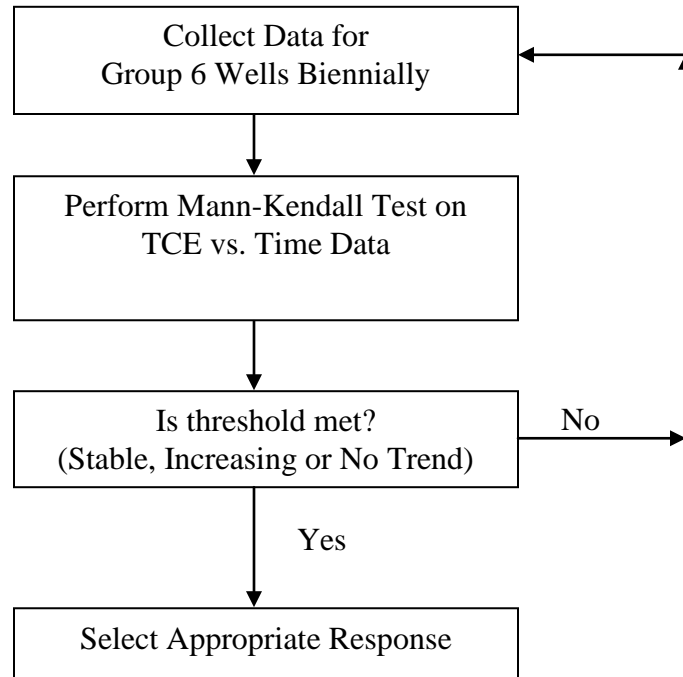 Collect Data for
Group 6 Wells Biennially
Perform Mann-Kendall Test on
TCE vs. Time Data
Is threshold met?
(Stable, Increasing or No Trend)
No
Yes
Select Appropriate Response